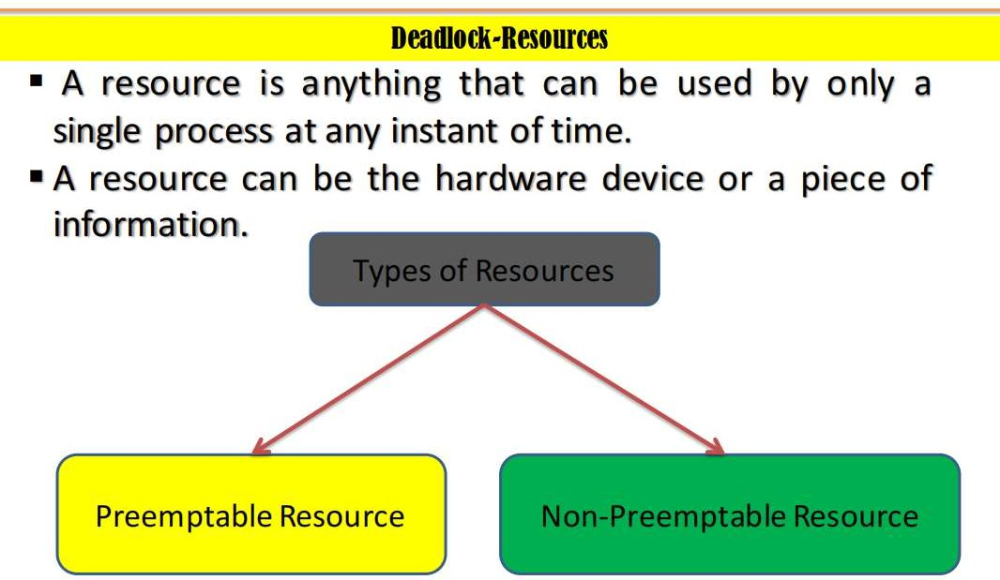 Deadlock-Resources
▪ A resource is anything that can be used by only a
single process at any instant of time.
▪ A resource can be the hardware device or a piece of
information.
Types of Resources
Preemptable Resource
Non-Preemptable Resource